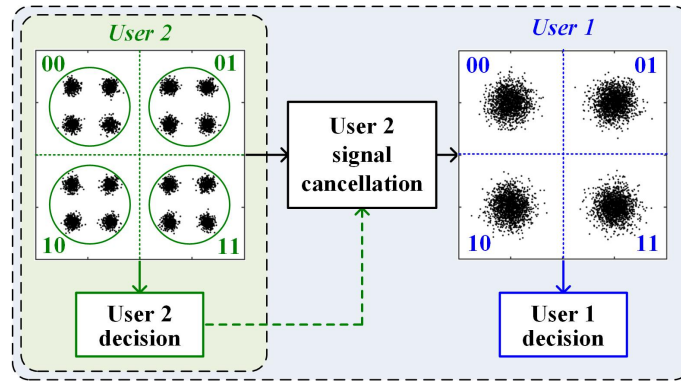 User 2
00
01
10
11
User 2
decision
User 2
signal
cancellation
User 1
00
01
10
11
User 1
decision